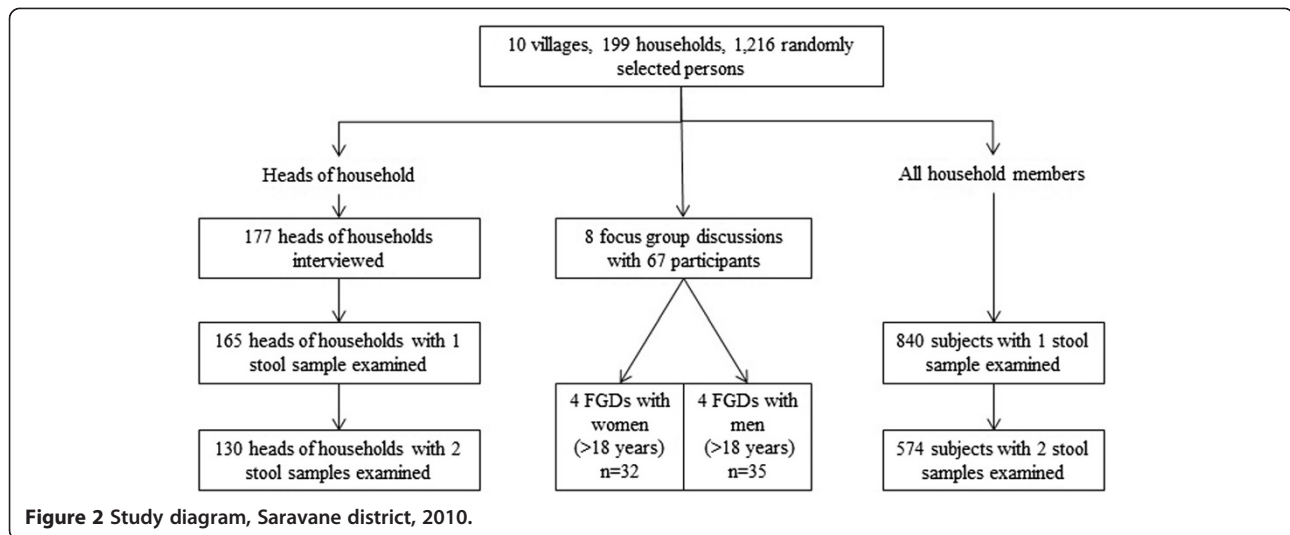 10 villages, 199 households, 1,216 randomly
selected persons
Heads of household
All household members
177 heads of households
interviewed
8 focus group discussions
with 67 participants
165 heads of households with 1
stool sample examined
840 subjects with 1 stool
sample examined
4 FGDs with
women
(>18 years)
n=32
4 FGDs with
men
(>18 years)
n=35
130 heads of households with 2
stool samples examined
574 subjects with 2 stool
samples examined
Figure 2 Study diagram, Saravane district, 2010.